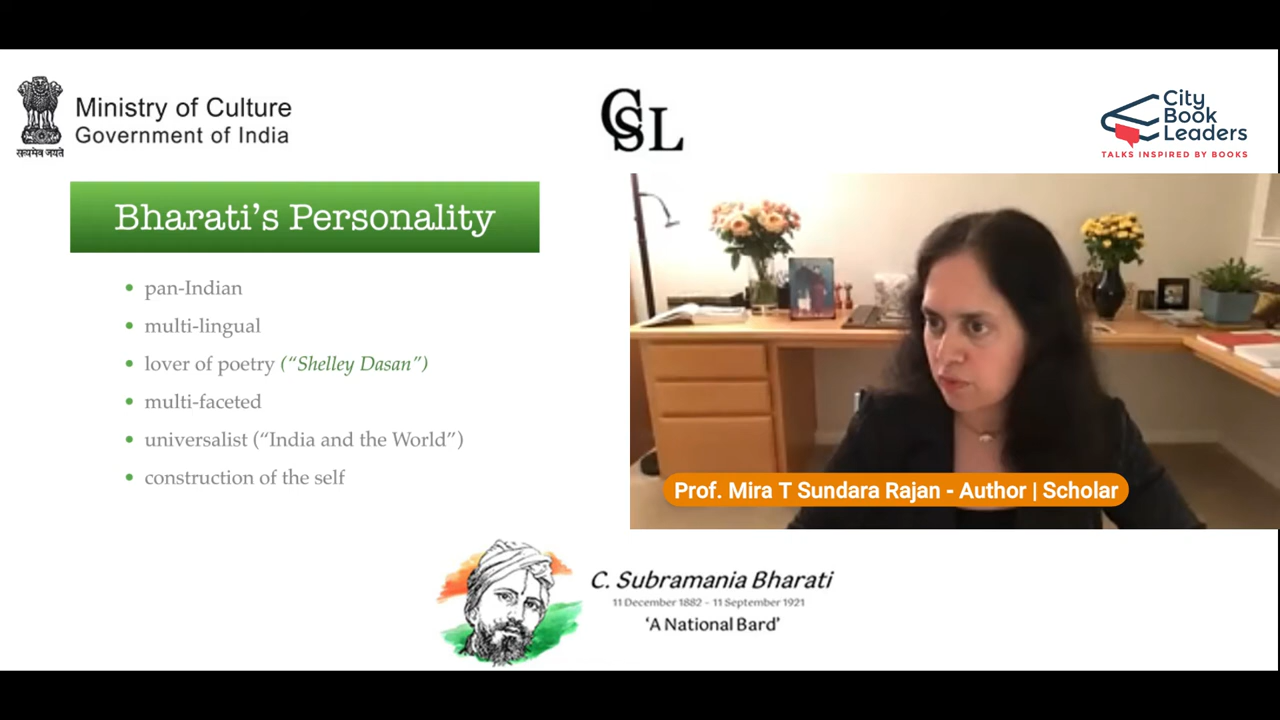 Ministry of Culture
Government of India
सत्यमेव जयते
CSL
City
Book
Leaders
TALKS INSPIRED BY BOOKS
Bharati's Personality
• pan-Indian
• multi-lingual
• lover of poetry (“Shelley Dasan”)
• multi-faceted
• universalist (“India and the World”)
• construction of the self
Prof. Mira T Sundara Rajan - Author | Scholar
C. Subramania Bharati
11 December 1882 – 11 September 1921
‘A National Bard’